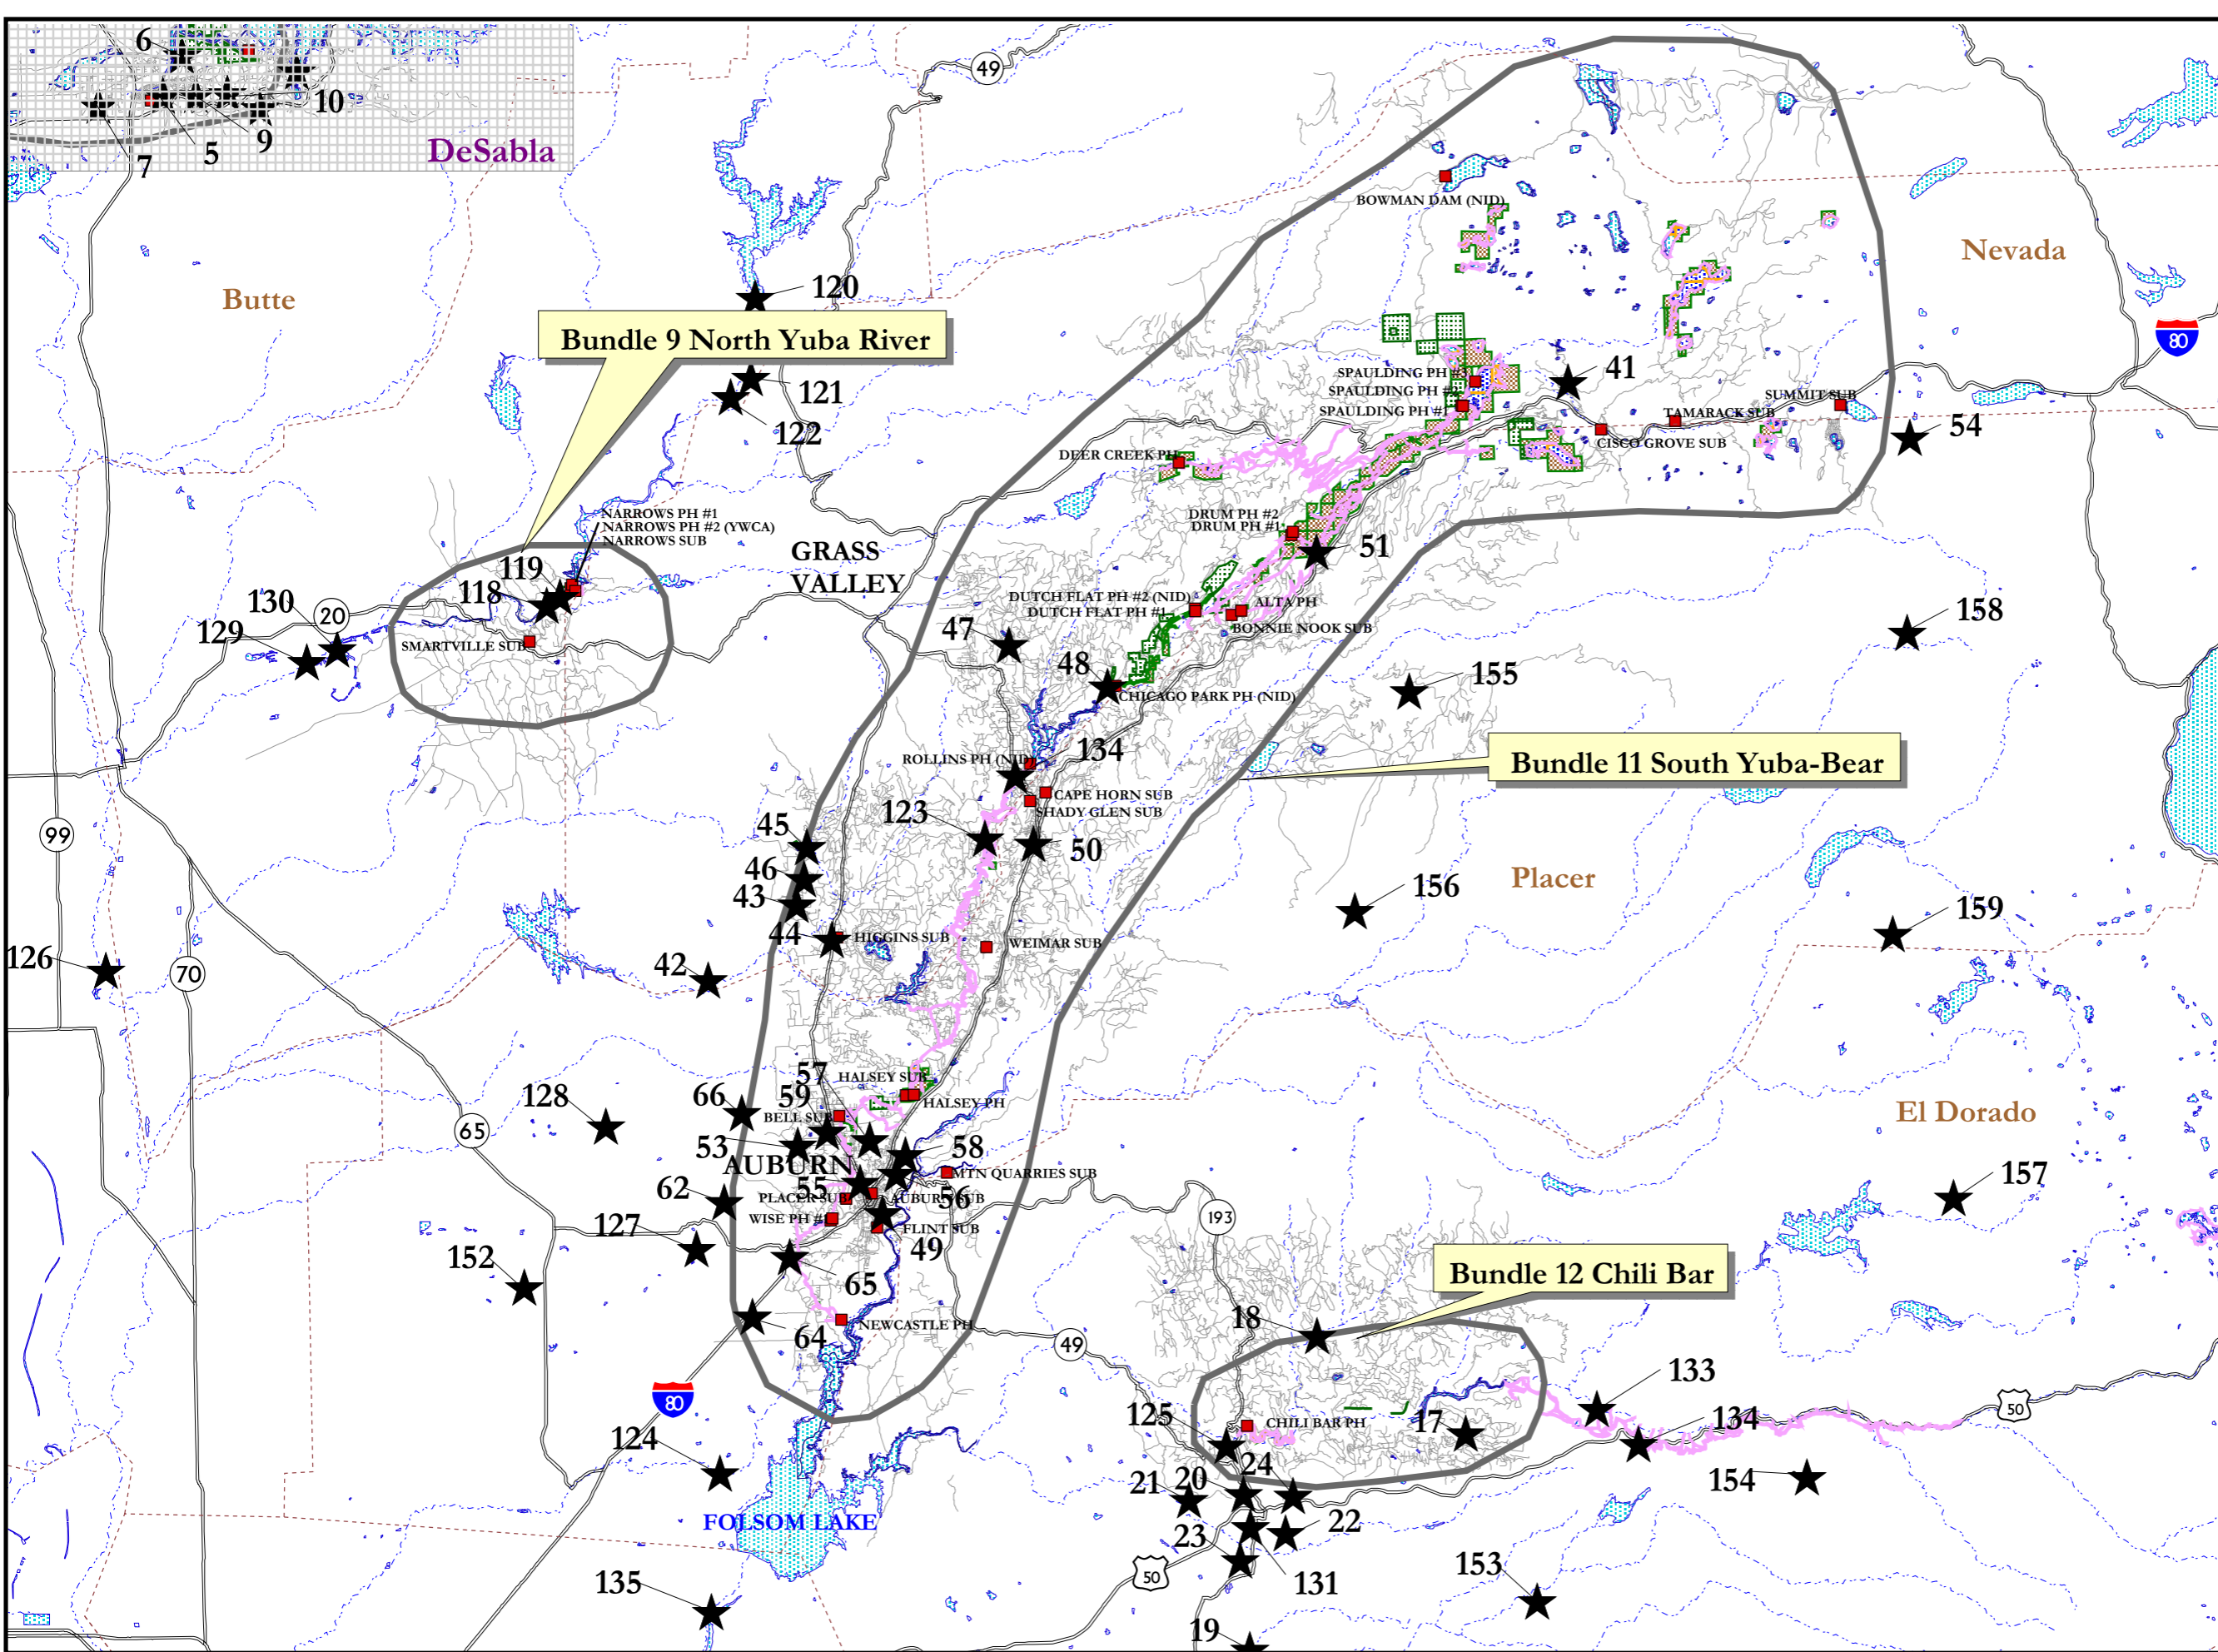 6
10
9
5
7
DeSabla
49
Butte
Nevada
80
120
Bundle 9 North Yuba River
121
122
BOWMAN DAM (NID)
SPAULDING PH #3
SPAULDING PH #2
SPAULDING PH #1
41
SUMMIT SUB
TAMARACK SUB
CISCO GROVE SUB
54
DEER CREEK PH
DRUM PH #2
DRUM PH #1
51
NARROWS PH #1
NARROWS PH #2 (YWCA)
NARROWS SUB
119
118
130
20
129
SMARTVILLE SUB
GRASS
VALLEY
47
DUTCH FLAT PH #2 (NID)
DUTCH FLAT PH #1
ALTA PH
BONNIE NOOK SUB
48
CHICAGO PARK PH (NID)
158
155
134
ROLLINS PH (NID)
Bundle 11 South Yuba-Bear
CAPE HORN SUB
SHADY GLEN SUB
123
50
99
45
46
43
44
HIGGINS SUB
WEIMAR SUB
Placer
156
159
126
70
42
57
HALSEY SUB
59
HALSEY PH
66
BELL SUB
128
65
53
AUBURN
58
MTN QUARRIES SUB
55
56
PLACER SUB
AUBURN SUB
62
WISE PH #1
FLINT SUB
49
127
152
65
64
NEWCASTLE PH
El Dorado
157
193
Bundle 12 Chili Bar
18
49
80
133
134
50
125
CHILI BAR PH
17
124
24
20
21
154
FOLSOM LAKE
22
23
50
131
153
135
19